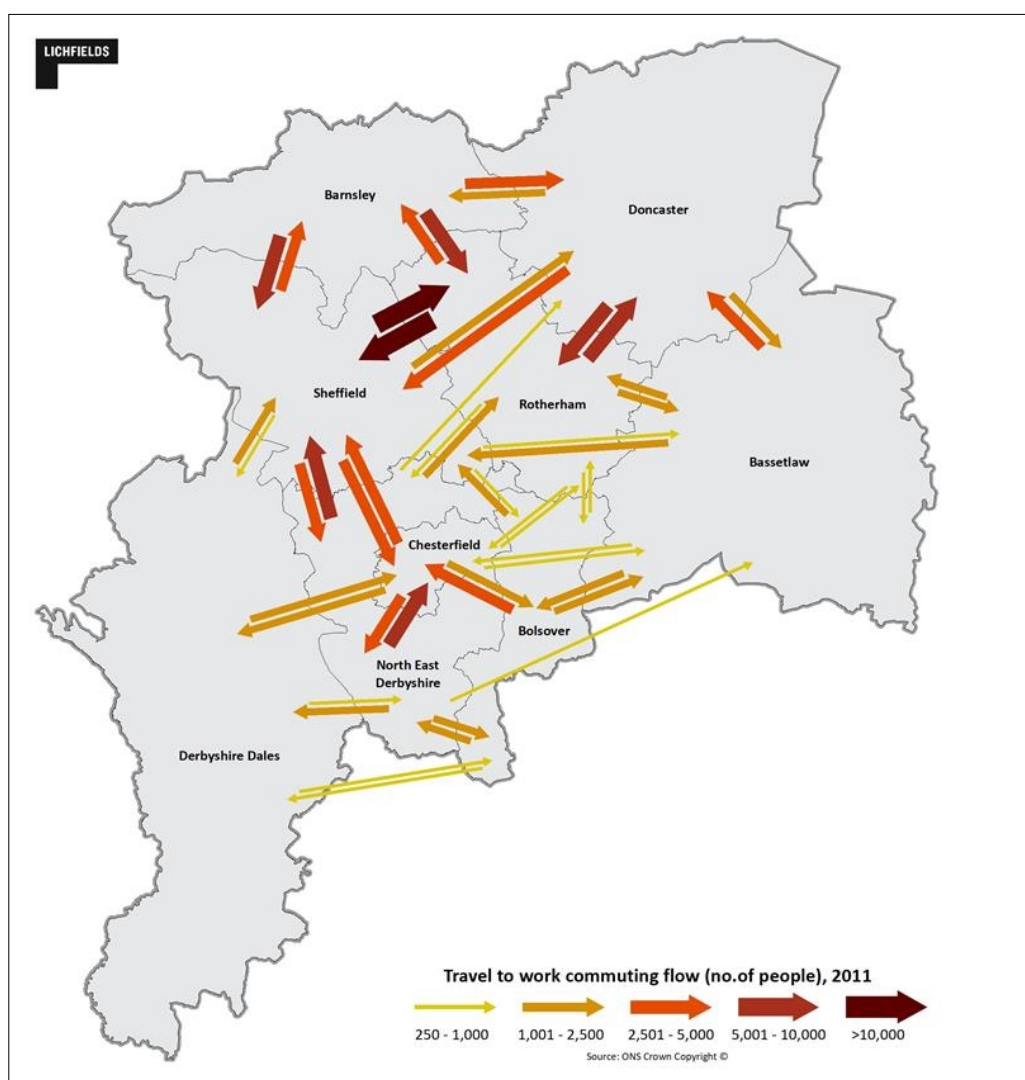 LICHFIELDS
Barnsley
Doncaster
Sheffield
Rotherham
Bassetlaw
Chesterfield
Bolsover
North East
Derbyshire
Derbyshire Dales
Travel to work commuting flow (no.of people), 2011
250 - 1,000
1,001 - 2,500
2,501 - 5,000
5,001 - 10,000
>10,000
Source: ONS Crown Copyright ©